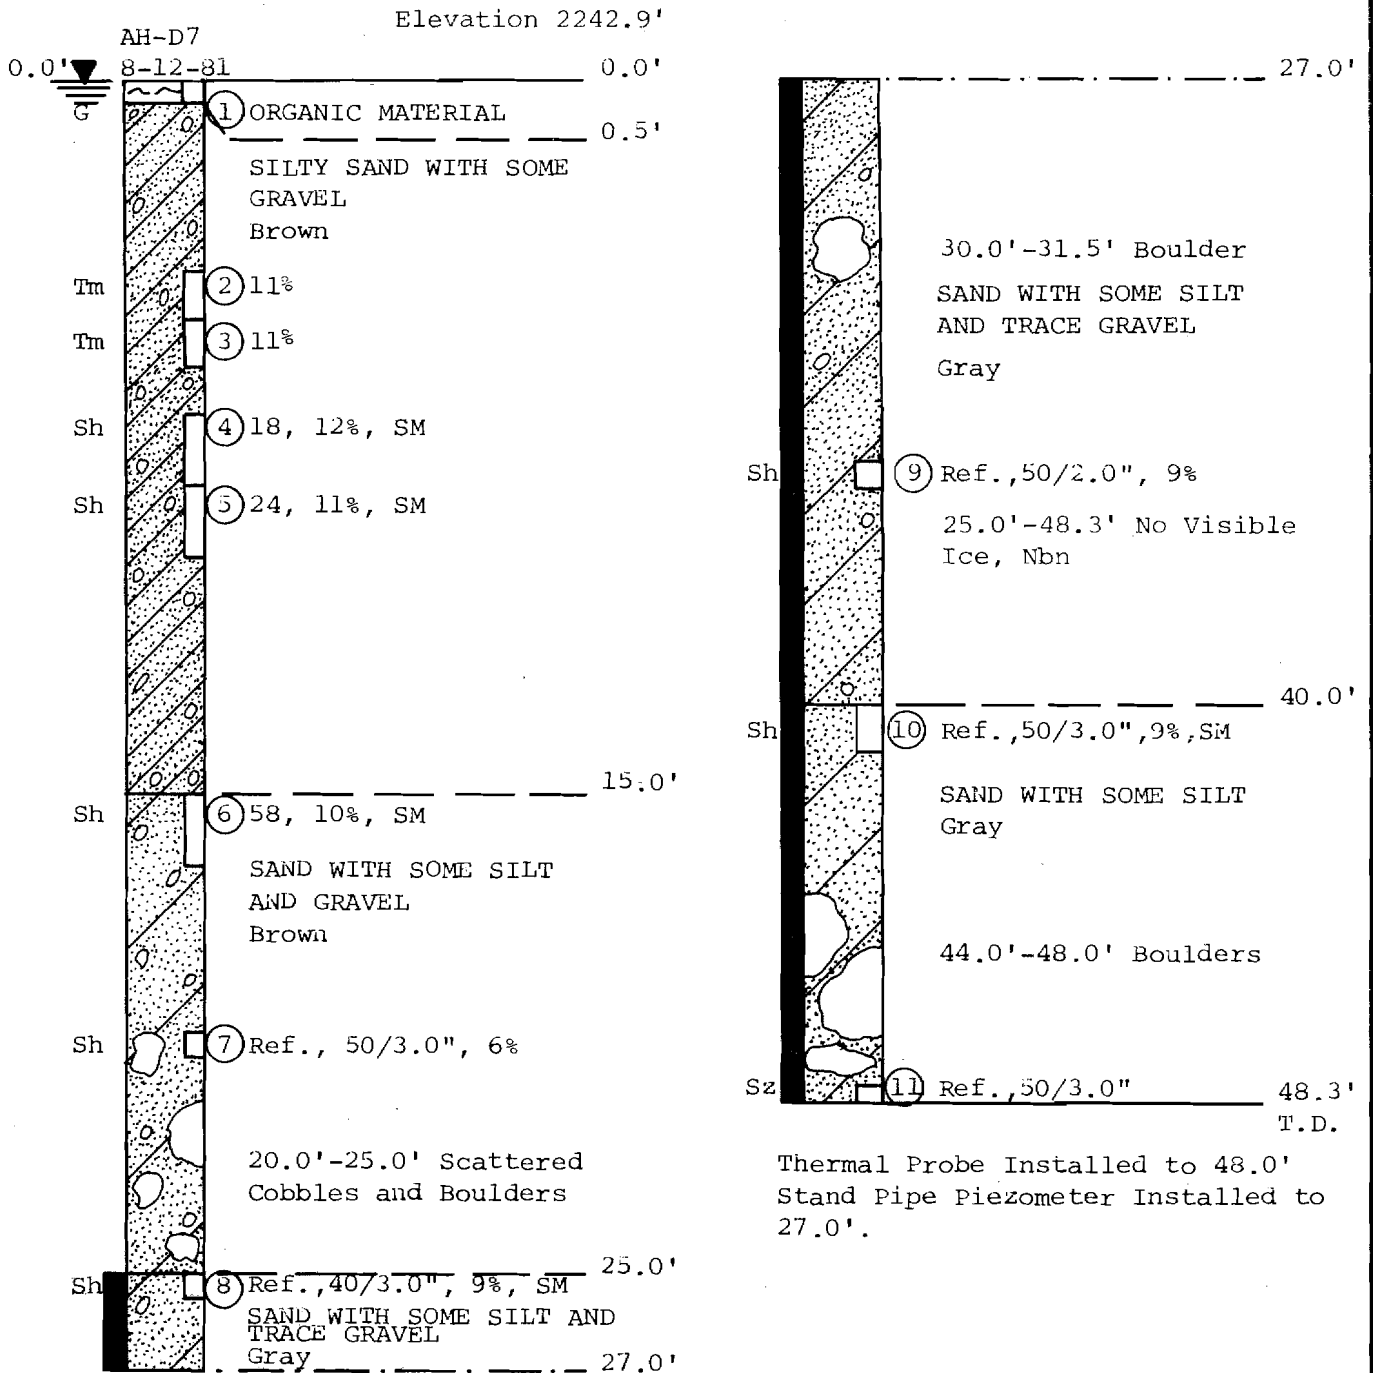 Elevation 2242.9'
AH-D7
8-12-81
0.0'
0.0'
G
1 ORGANIC MATERIAL
0.5'
SILTY SAND WITH SOME
GRAVEL
Brown
Tm 2 11%
Tm 3 11%
Sh 4 18, 12%, SM
Sh 5 24, 11%, SM
15.0'
Sh 6 58, 10%, SM
SAND WITH SOME SILT
AND GRAVEL
Brown
Sh 7 Ref., 50/3.0", 6%
20.0'-25.0' Scattered
Cobbles and Boulders
25.0'
Sh 8 Ref.,40/3.0", 9%, SM
SAND WITH SOME SILT AND
TRACE GRAVEL
Gray
27.0'
27.0'
30.0'-31.5' Boulder
SAND WITH SOME SILT
AND TRACE GRAVEL
Gray
Sh 9 Ref.,50/2.0", 9%
25.0'-48.3' No Visible
Ice, Nbn
40.0'
Sh 10 Ref.,50/3.0",9%,SM
SAND WITH SOME SILT
Gray
44.0'-48.0' Boulders
Sz 11 Ref.,50/3.0"
48.3'
T.D.
Thermal Probe Installed to 48.0'
Stand Pipe Piezometer Installed to
27.0'.